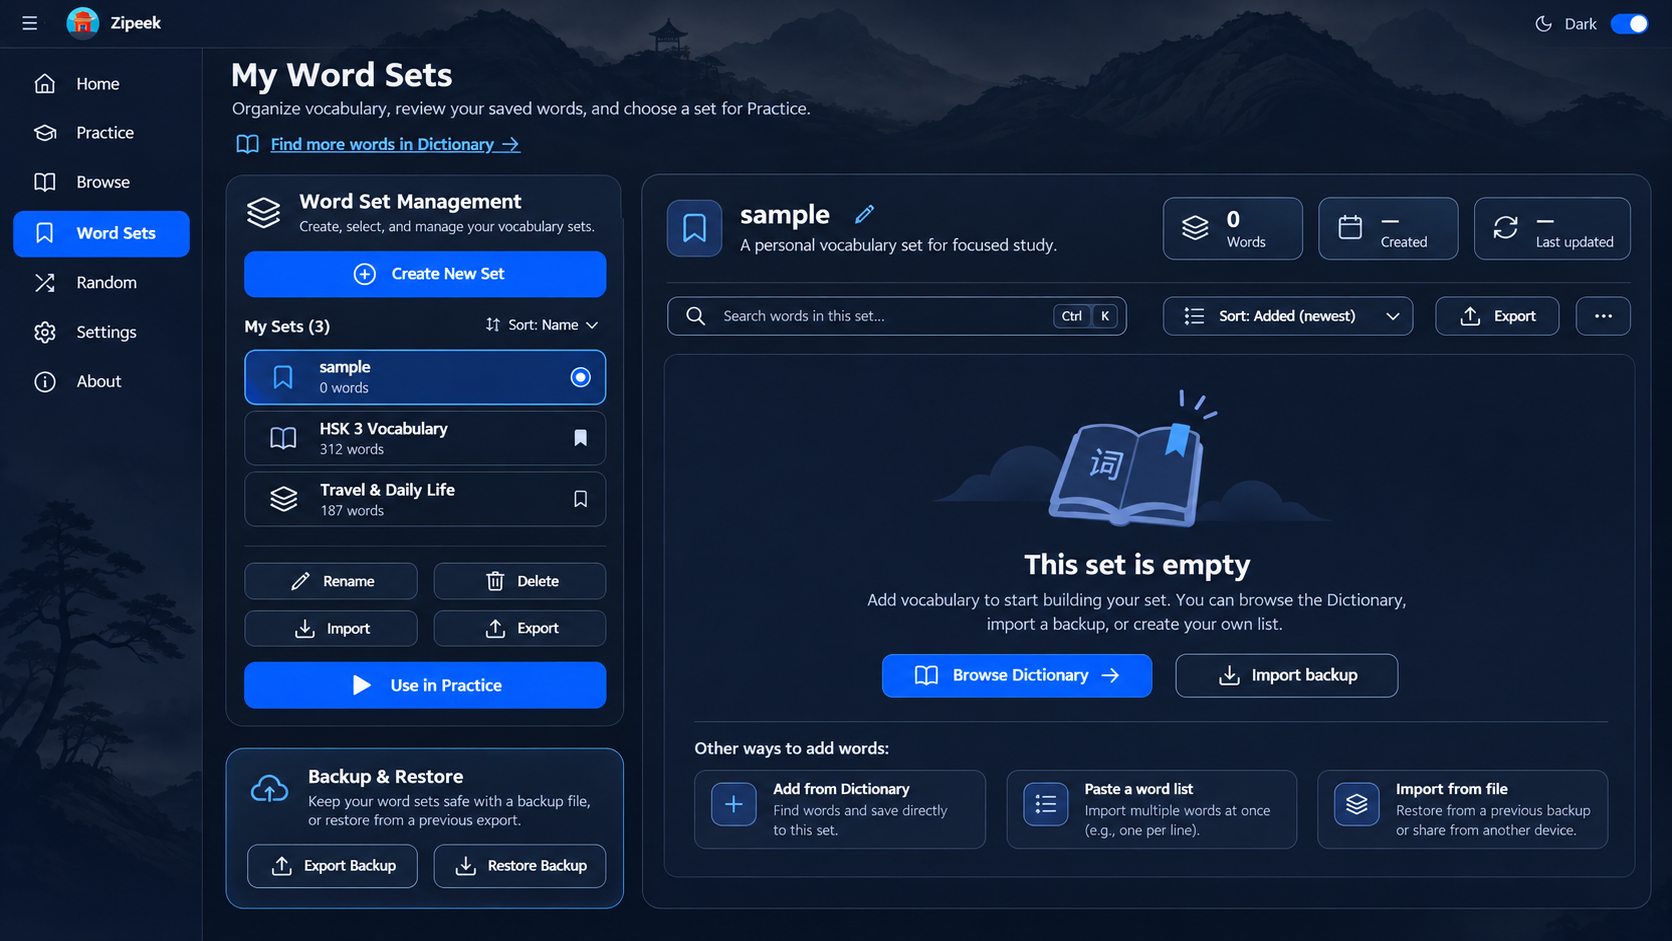 Zipeek
Dark
Home
Practice
Browse
Word Sets
Random
Settings
About
My Word Sets
Organize vocabulary, review your saved words, and choose a set for Practice.
Find more words in Dictionary →
Word Set Management
Create, select, and manage your vocabulary sets.
Create New Set
My Sets (3)
Sort: Name
sample
0 words
HSK 3 Vocabulary
312 words
Travel & Daily Life
187 words
Rename
Delete
Import
Export
Use in Practice
Backup & Restore
Keep your word sets safe with a backup file,
or restore from a previous export.
Export Backup
Restore Backup
sample
A personal vocabulary set for focused study.
0
Words
—
Created
—
Last updated
Search words in this set...
Ctrl K
Sort: Added (newest)
Export
词
This set is empty
Add vocabulary to start building your set. You can browse the Dictionary,
import a backup, or create your own list.
Browse Dictionary →
Import backup
Other ways to add words:
Add from Dictionary
Find words and save directly
to this set.
Paste a word list
Import multiple words at once
(e.g., one per line).
Import from file
Restore from a previous backup
or share from another device.